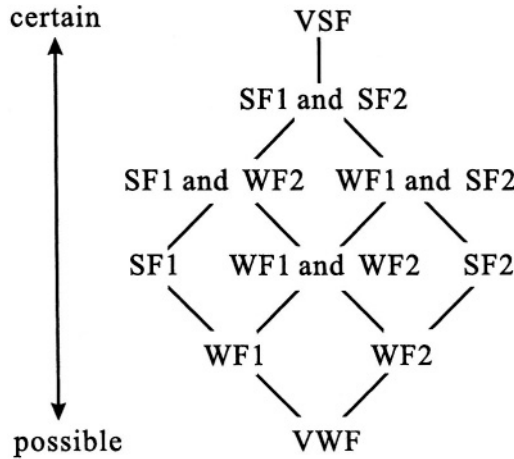 certain VSF
SF1 and SF2
SF1 and WF2 WF1 and SF2
SF1 WF1 and WF2 SF2
WF1 WF2
possible VWF